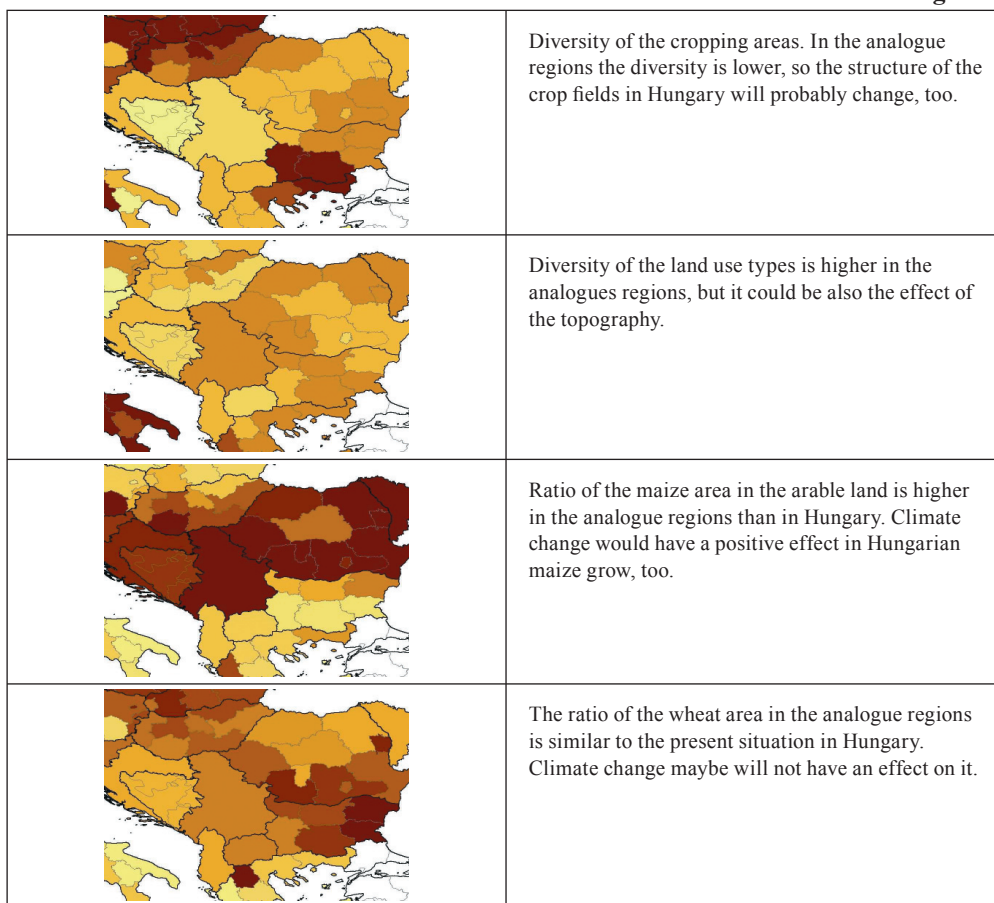 Diversity of the cropping areas. In the analogue
regions the diversity is lower, so the structure of the
crop fields in Hungary will probably change, too.
Diversity of the land use types is higher in the
analogues regions, but it could be also the effect of
the topography.
Ratio of the maize area in the arable land is higher
in the analogue regions than in Hungary. Climate
change would have a positive effect in Hungarian
maize grow, too.
The ratio of the wheat area in the analogue regions
is similar to the present situation in Hungary.
Climate change maybe will not have an effect on it.